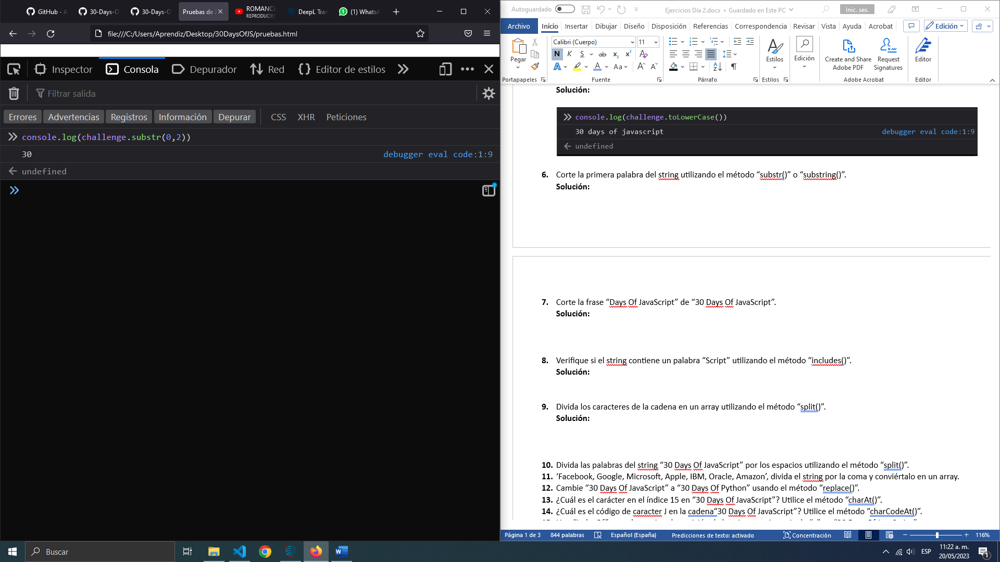 GitHub - A
30-Days-O
30-Days-O
Pruebas de J
ROMANCE
REPRODUCIEN
DeepL Tran
(1) WhatsA
file:///C:/Users/Aprendiz/Desktop/30DaysOfJS/pruebas.html
Inspector
Consola
Depurador
Red
Editor de estilos
Filtrar salida
Errores Advertencias Registros Información Depurar CSS XHR Peticiones
console.log(challenge.substr(0,2))
30 debugger eval code:1:9
undefined
Autoguardado
Ejercicios Día 2.docx • Guardado en Este PC
Inic. ses.
Archivo Inicio Insertar Dibujar Diseño Disposición Referencias Correspondencia Revisar Vista Ayuda Acrobat
Edición
Pegar
Calibri (Cuerpo) 11
N K S ab x₂ x²
Aa
Estilos
Edición
Create and Share
Adobe PDF
Request
Signatures
Editor
Portapapeles Fuente Párrafo Estilos Adobe Acrobat Editor
Solución:
console.log(challenge.toLowerCase())
30 days of javascript debugger eval code:1:9
undefined
6. Corte la primera palabra del string utilizando el método “substr()” o “substring()”.
Solución:
7. Corte la frase “Days Of JavaScript” de “30 Days Of JavaScript”.
Solución:
8. Verifique si el string contiene un palabra “Script” utilizando el método “includes()”.
Solución:
9. Divida los caracteres de la cadena en un array utilizando el método “split()”.
Solución:
10. Divida las palabras del string “30 Days Of JavaScript” por los espacios utilizando el método “split()”.
11. ‘Facebook, Google, Microsoft, Apple, IBM, Oracle, Amazon’, divida el string por la coma y conviértalo en un array.
12. Cambie “30 Days Of JavaScript” a “30 Days Of Python” usando el método “replace()”.
13. ¿Cuál es el carácter en el índice 15 en “30 Days Of JavaScript”? Utilice el método “charAt()”.
14. ¿Cuál es el código de caracter J en la cadena“30 Days Of JavaScript”? Utilice el método “charCodeAt()”.
Página 1 de 3 844 palabras Español (España) Predicciones de texto: activado Concentración 116%
Buscar
ESP
11:22 a. m.
20/05/2023
1